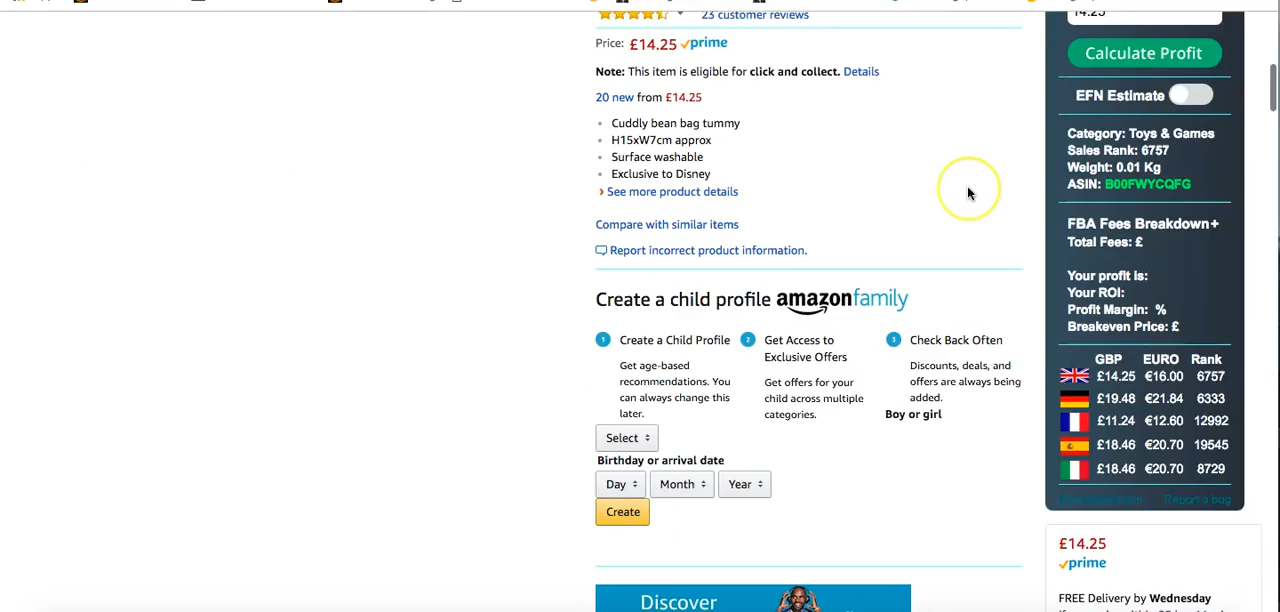 23 customer reviews
Price: £14.25 prime
Note: This item is eligible for click and collect. Details
20 new from £14.25
Cuddly bean bag tummy
H15xW7cm approx
Surface washable
Exclusive to Disney
› See more product details
Compare with similar items
Report incorrect product information.
Create a child profile amazonfamily
1 Create a Child Profile
Get age-based
recommendations. You
can always change this
later.
2 Get Access to
Exclusive Offers
Get offers for your
child across multiple
categories.
3 Check Back Often
Discounts, deals, and
offers are always being
added.
Boy or girl
Select
Birthday or arrival date
Day Month Year
Create
Discover
14.25
Calculate Profit
EFN Estimate
Category: Toys & Games
Sales Rank: 6757
Weight: 0.01 Kg
ASIN: B00FWYCQFG
FBA Fees Breakdown+
Total Fees: £
Your profit is:
Your ROI:
Profit Margin: %
Breakeven Price: £
GBP EURO Rank
£14.25 €16.00 6757
£19.48 €21.84 6333
£11.24 €12.60 12992
£18.46 €20.70 19545
£18.46 €20.70 8729
Report a bug
£14.25
prime
FREE Delivery by Wednesday